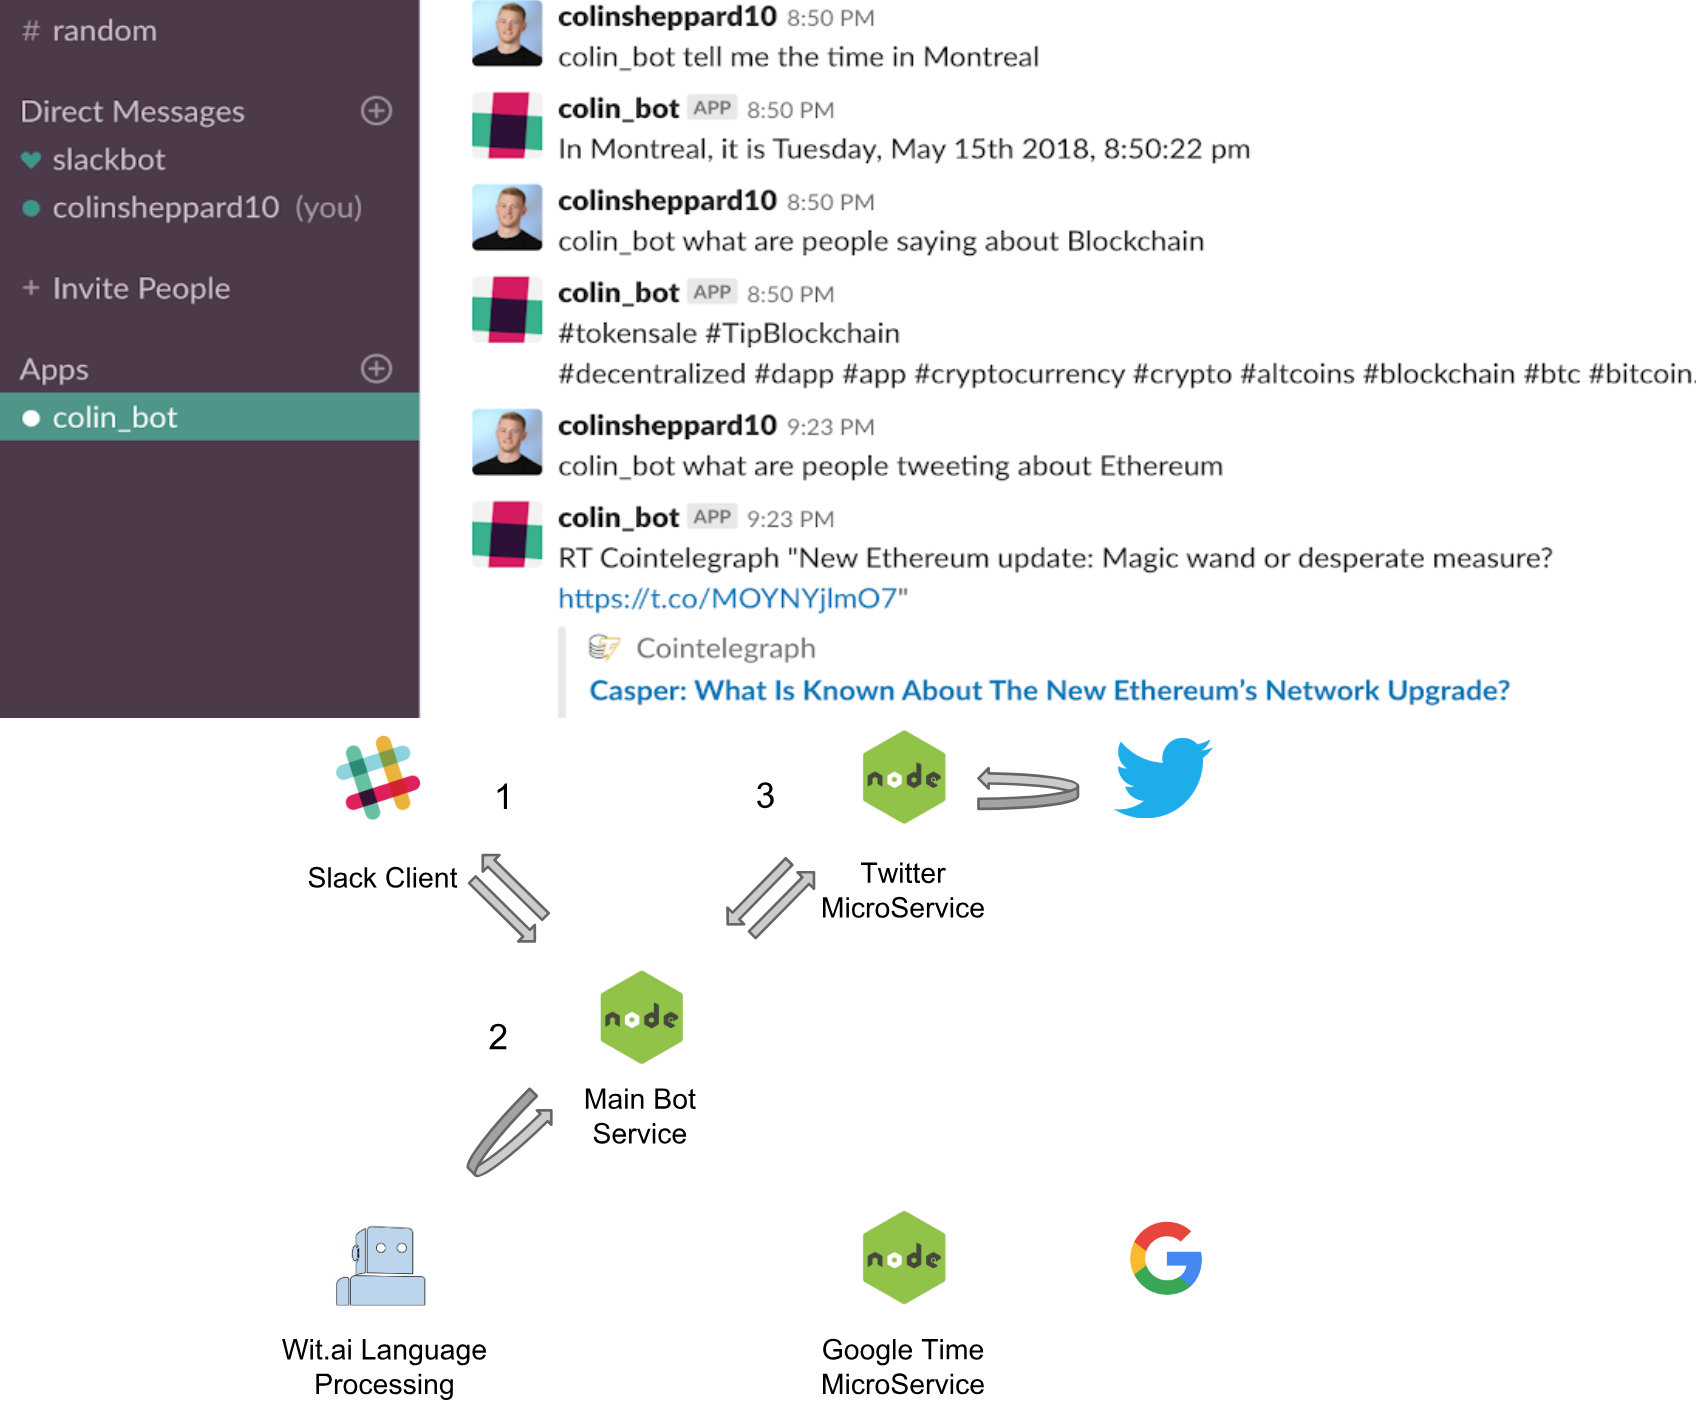 # random
Direct Messages
slackbot
colinsheppard10 (you)
+ Invite People
Apps
colin_bot
colinsheppard10 8:50 PM
colin_bot tell me the time in Montreal
colin_bot APP 8:50 PM
In Montreal, it is Tuesday, May 15th 2018, 8:50:22 pm
colinsheppard10 8:50 PM
colin_bot what are people saying about Blockchain
colin_bot APP 8:50 PM
#tokensale #TipBlockchain
#decentralized #dapp #app #cryptocurrency #crypto #altcoins #blockchain #btc #bitcoin.
colinsheppard10 9:23 PM
colin_bot what are people tweeting about Ethereum
colin_bot APP 9:23 PM
RT Cointelegraph "New Ethereum update: Magic wand or desperate measure?
https://t.co/MOYNYjlmO7"
Cointelegraph
Casper: What Is Known About The New Ethereum’s Network Upgrade?
1
3
node
Slack Client
Twitter
MicroService
node
2
Main Bot
Service
node
G
Wit.ai Language
Processing
Google Time
MicroService